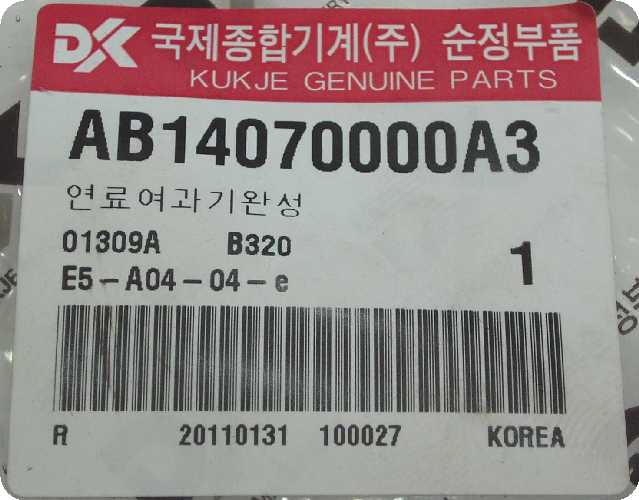 DK 국제종합기계(주) 순정부품
KUKJE GENUINE PARTS
AB14070000A3
연료여과기완성
01309A B320
E5-A04-04-e 1
R 20110131 100027 KOREA